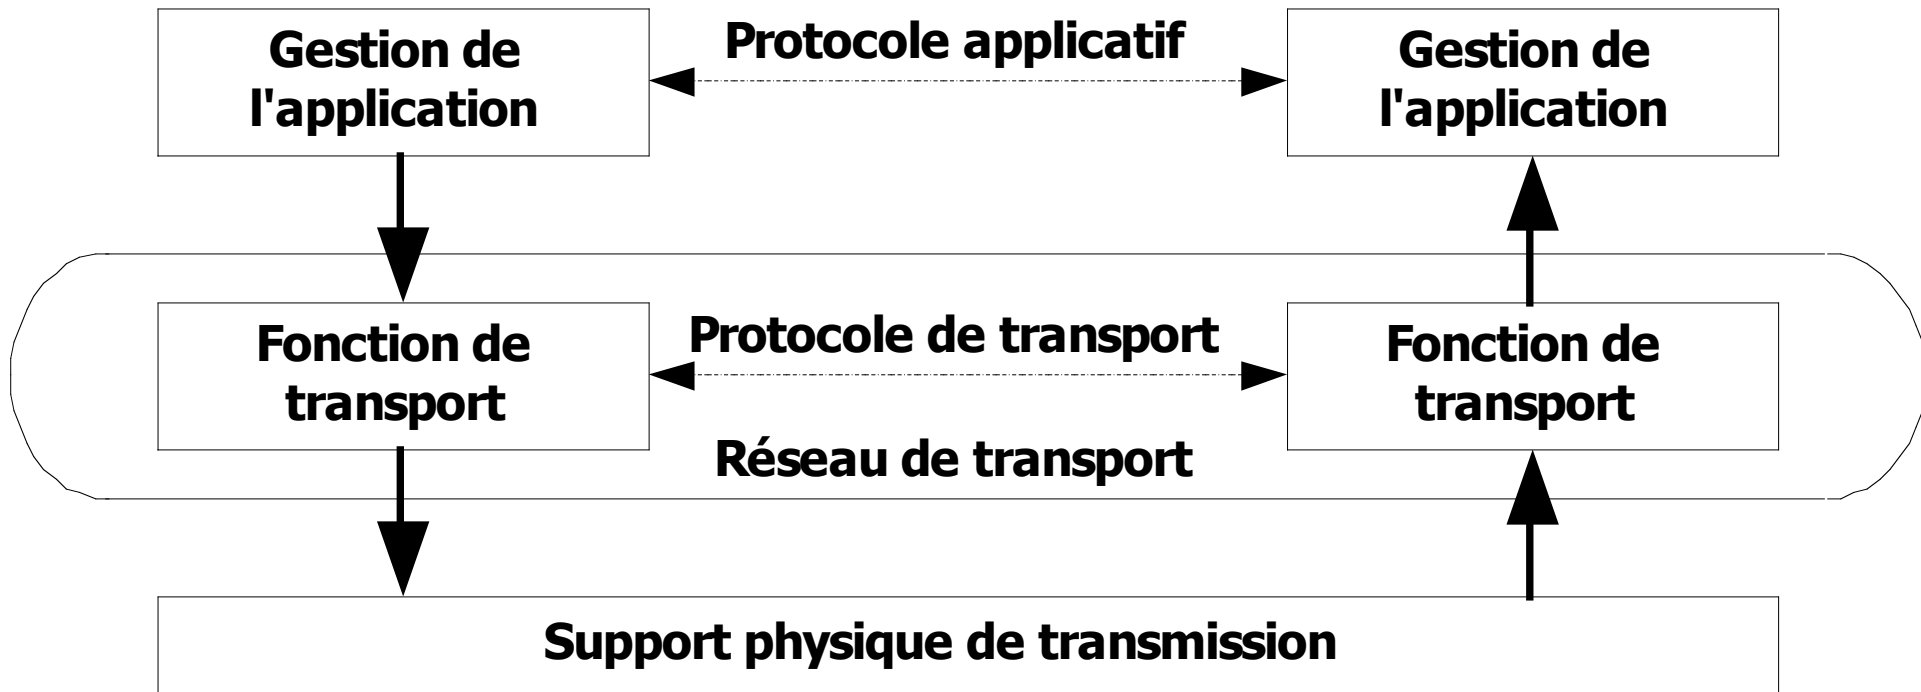 Gestion de
l'application
Protocole applicatif
Gestion de
l'application
Fonction de
transport
Protocole de transport
Fonction de
transport
Réseau de transport
Support physique de transmission